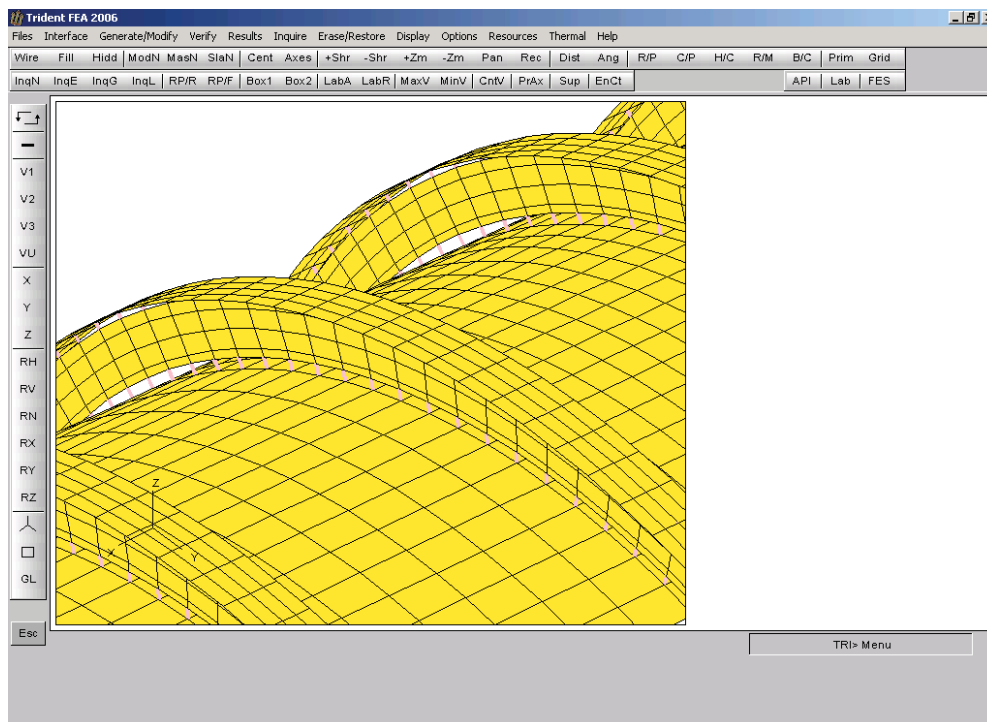 Trident FEA 2006
Files Interface Generate/Modify Verify Results Inquire Erase/Restore Display Options Resources Thermal Help
Wire Fill Hidd ModN MasN SlaN Cent Axes +Shr -Shr +Zm -Zm Pan Rec Dist Ang R/P C/P H/C R/M B/C Prim Grid
InqN InqE InqG InqL RP/R RP/F Box1 Box2 LabA LabR MaxV MinV CntV PrAx Sup EnCt API Lab FES
V1
V2
V3
VU
X
Y
Z
RH
RV
RN
RX
RY
RZ
GL
Z
X Y
Esc
TRI> Menu